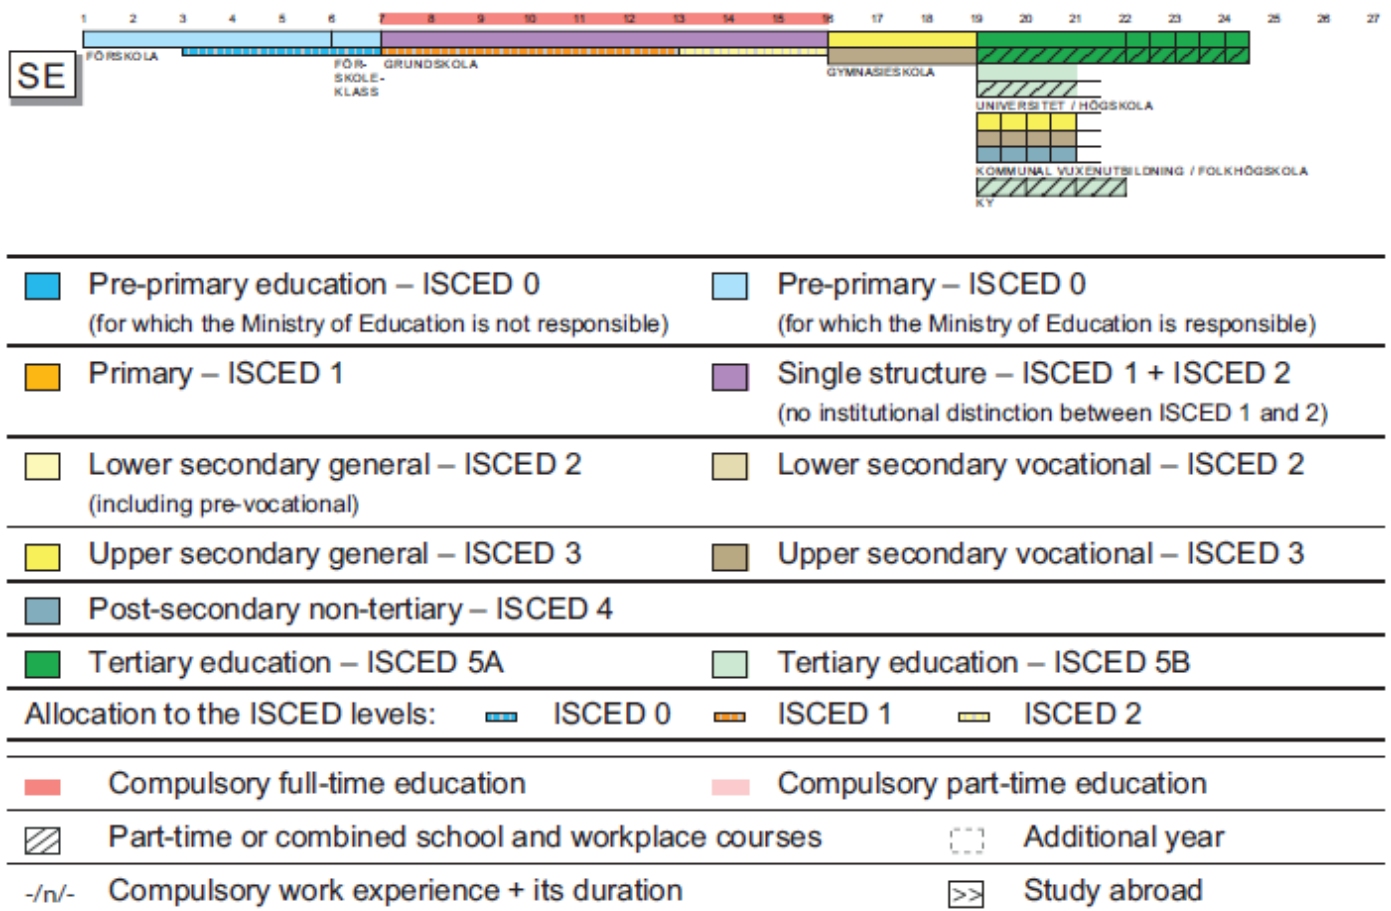 1 2 3 4 5 6 7 8 9 10 11 12 13 14 15 16 17 18 19 20 21 22 23 24 25 26 27
SE
FÖRSKOLA
FÖR-
SKOLE-
KLASS
GRUNDSKOLA
GYMNASIESKOLA
UNIVERSITET / HÖGSKOLA
KOMMUNAL VUXENUTBILDNING / FOLKHÖGSKOLA
KY
Pre-primary education – ISCED 0
(for which the Ministry of Education is not responsible)
Pre-primary – ISCED 0
(for which the Ministry of Education is responsible)
Primary – ISCED 1
Single structure – ISCED 1 + ISCED 2
(no institutional distinction between ISCED 1 and 2)
Lower secondary general – ISCED 2
(including pre-vocational)
Lower secondary vocational – ISCED 2
Upper secondary general – ISCED 3
Upper secondary vocational – ISCED 3
Post-secondary non-tertiary – ISCED 4
Tertiary education – ISCED 5A
Tertiary education – ISCED 5B
Allocation to the ISCED levels: ISCED 0 ISCED 1 ISCED 2
Compulsory full-time education
Compulsory part-time education
Part-time or combined school and workplace courses
Additional year
-/n/- Compulsory work experience + its duration
>> Study abroad